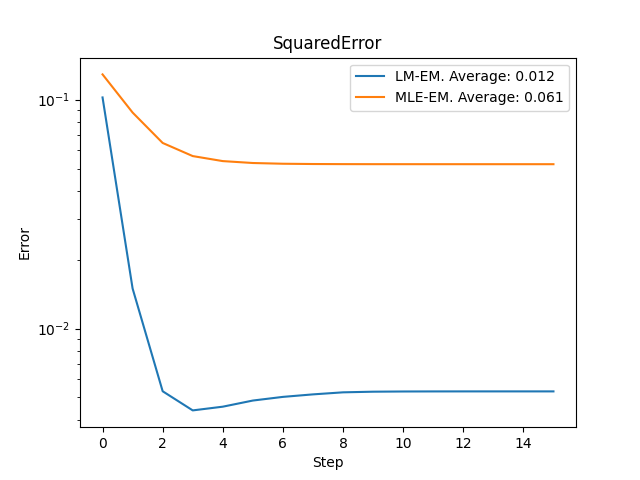 SquaredError
LM-EM. Average: 0.012
MLE-EM. Average: 0.061
10⁻¹
10⁻²
Error
0 2 4 6 8 10 12 14
Step